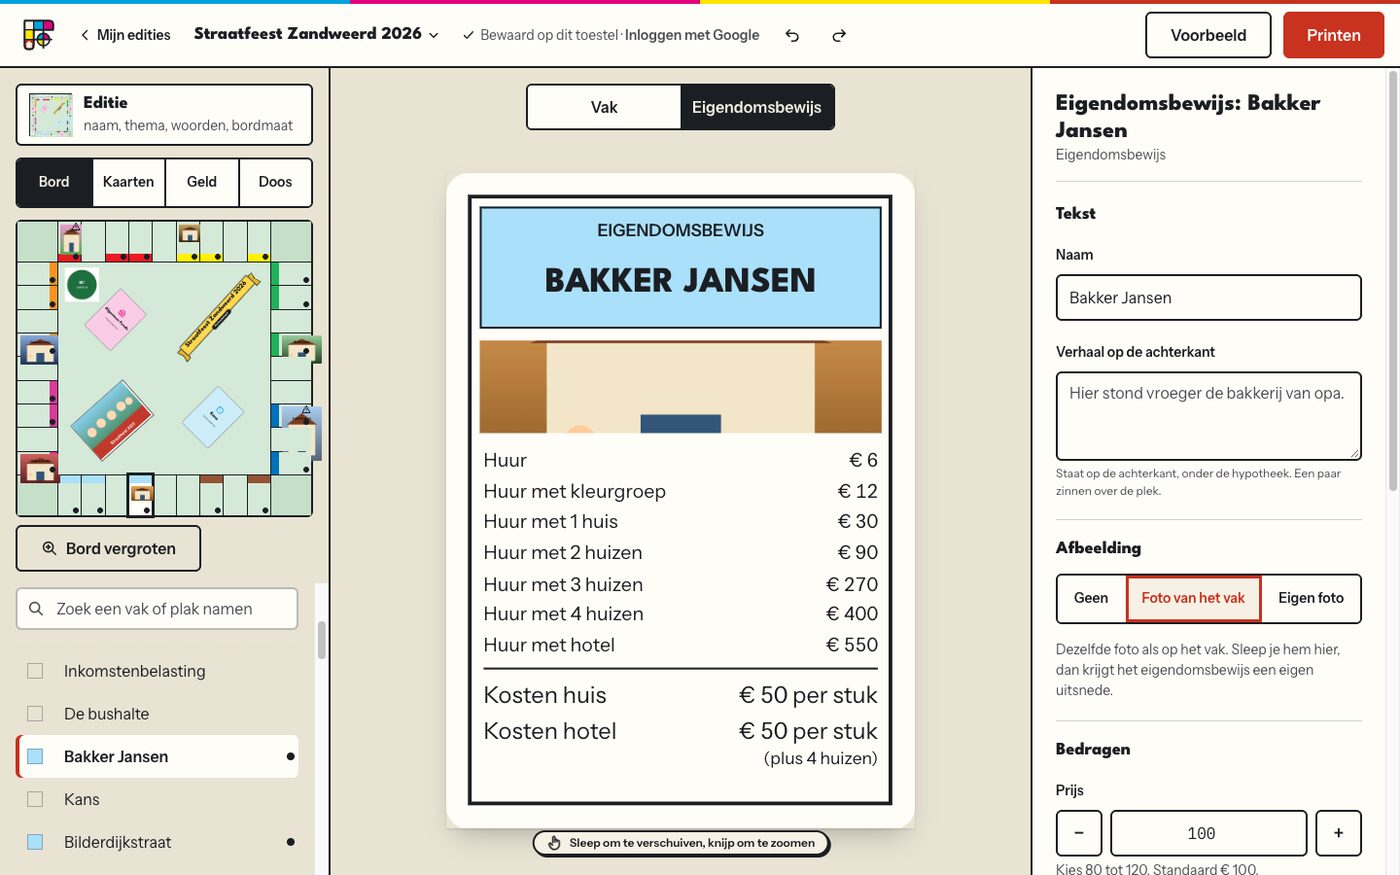 Mijn edities
Straatfeest Zandweerd 2026
Bewaard op dit toestel · Inloggen met Google
Voorbeeld
Printen
Editie
naam, thema, woorden, bordmaat
Bord
Kaarten
Geld
Doos
Straatfeest Zandweerd 2026
Bord vergroten
Zoek een vak of plak namen
Inkomstenbelasting
De bushalte
Bakker Jansen
Kans
Bilderdijkstraat
Vak
Eigendomsbewijs
EIGENDOMSBEWIJS
BAKKER JANSEN
Huur € 6
Huur met kleurgroep € 12
Huur met 1 huis € 30
Huur met 2 huizen € 90
Huur met 3 huizen € 270
Huur met 4 huizen € 400
Huur met hotel € 550
Kosten huis € 50 per stuk
Kosten hotel € 50 per stuk
(plus 4 huizen)
Sleep om te verschuiven, knijp om te zoomen
Eigendomsbewijs: Bakker
Jansen
Eigendomsbewijs
Tekst
Naam
Bakker Jansen
Verhaal op de achterkant
Hier stond vroeger de bakkerij van opa.
Staat op de achterkant, onder de hypotheek. Een paar
zinnen over de plek.
Afbeelding
Geen
Foto van het vak
Eigen foto
Dezelfde foto als op het vak. Sleep je hem hier,
dan krijgt het eigendomsbewijs een eigen
uitsnede.
Bedragen
Prijs
− 100 +
Kies 80 tot 120. Standaard € 100.